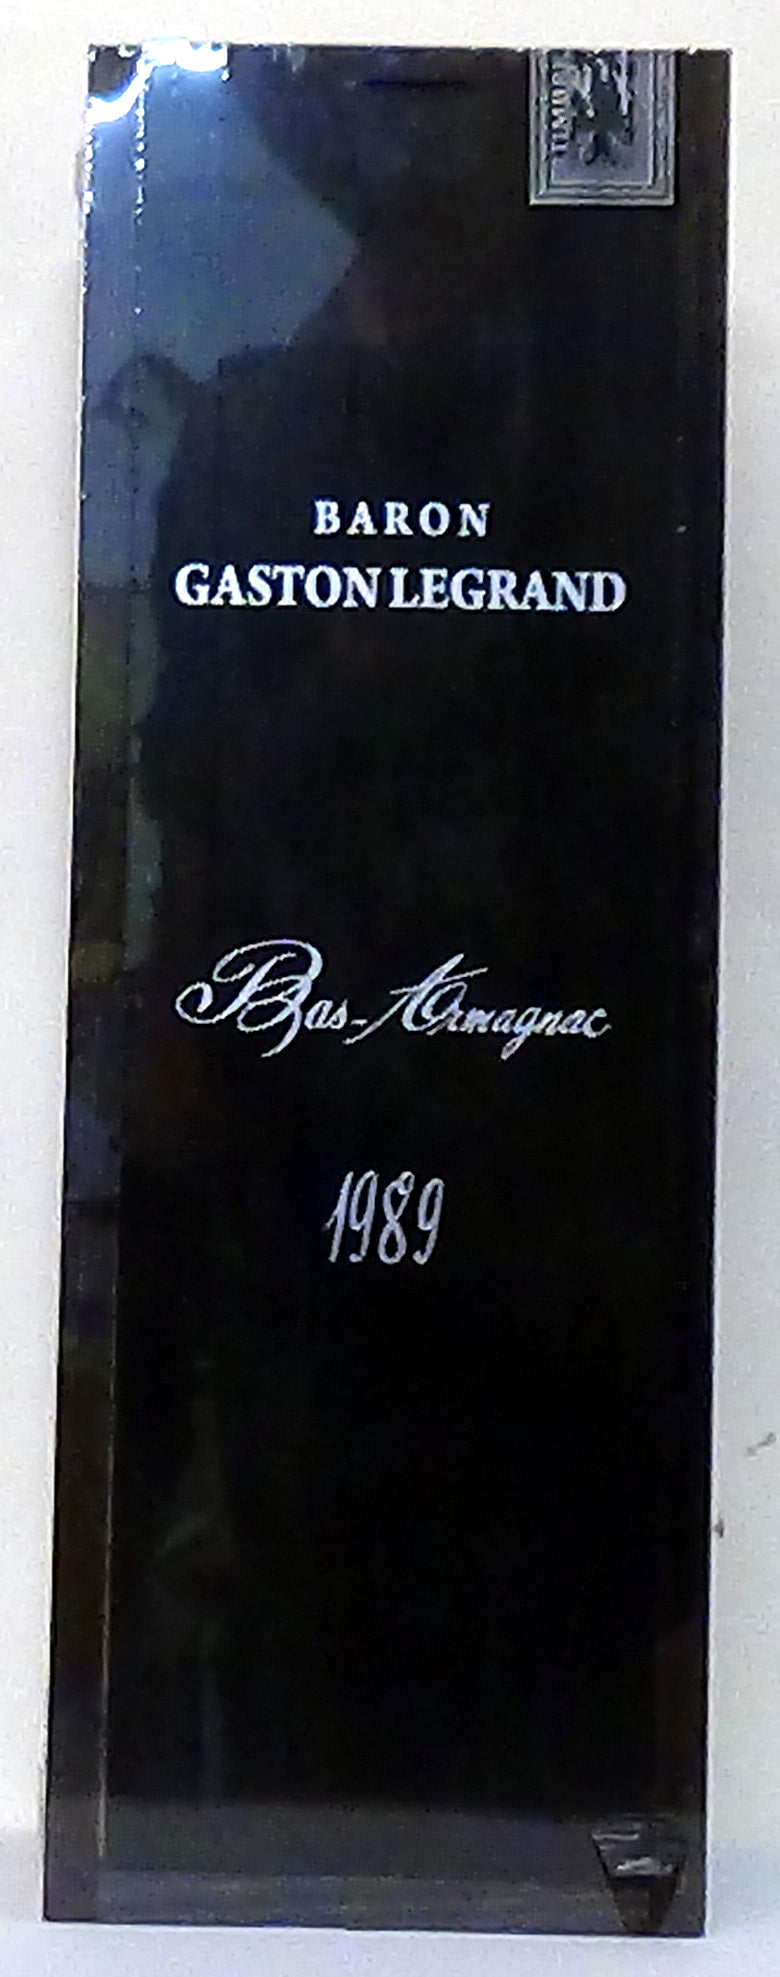 BARON
GASTON LEGRAND
Bas-Armagnac
1989